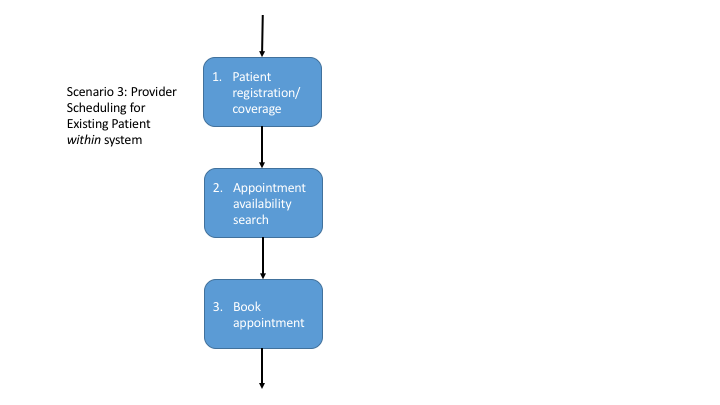 Scenario 3: Provider
Scheduling for
Existing Patient
within system
1. Patient
registration/
coverage
2. Appointment
availability
search
3. Book
appointment